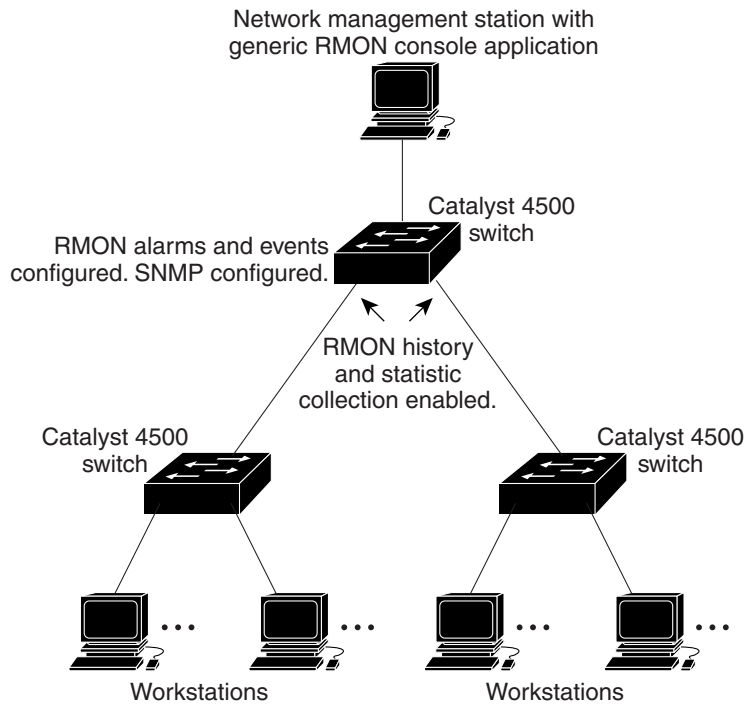 Network management station with
generic RMON console application
Catalyst 4500
switch
RMON alarms and events
configured. SNMP configured.
RMON history
and statistic
collection enabled.
Catalyst 4500
switch
Catalyst 4500
switch
Workstations
Workstations